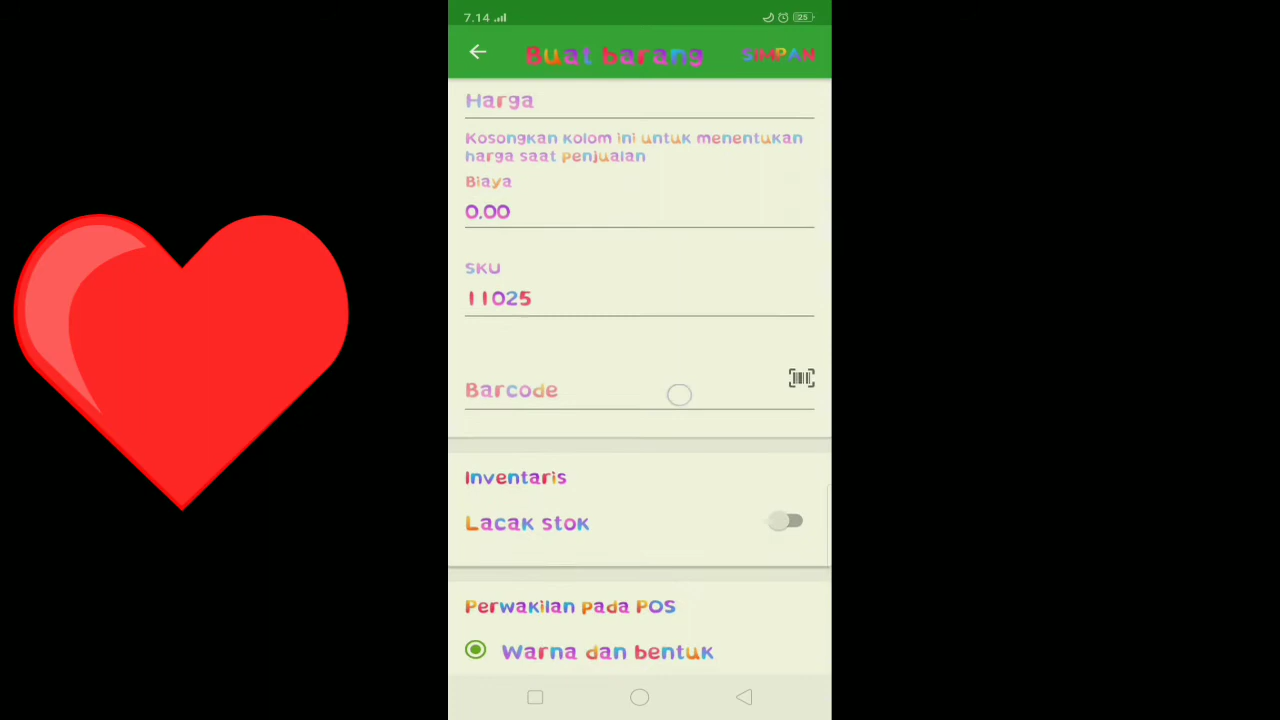 7.14
25
Buat barang
SIMPAN
Harga
Kosongkan kolom ini untuk menentukan
harga saat penjualan
Biaya
0,00
SKU
11025
Barcode
Inventaris
Lacak stok
Perwakilan pada POS
Warna dan bentuk